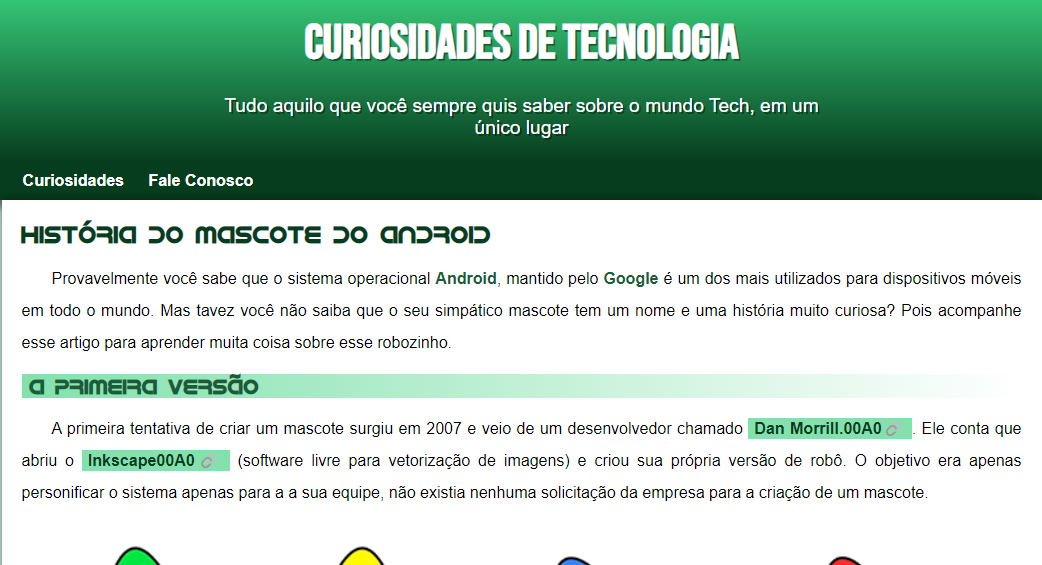 CURIOSIDADES DE TECNOLOGIA
Tudo aquilo que você sempre quis saber sobre o mundo Tech, em um
único lugar
Curiosidades Fale Conosco
HISTÓRIA DO MASCOTE DO ANDROID
Provavelmente você sabe que o sistema operacional Android, mantido pelo Google é um dos mais utilizados para dispositivos móveis
em todo o mundo. Mas tavez você não saiba que o seu simpático mascote tem um nome e uma história muito curiosa? Pois acompanhe
esse artigo para aprender muita coisa sobre esse robozinho.
A PRIMEIRA VERSÃO
A primeira tentativa de criar um mascote surgiu em 2007 e veio de um desenvolvedor chamado Dan Morrill.00A0 . Ele conta que
abriu o Inkscape00A0 (software livre para vetorização de imagens) e criou sua própria versão de robô. O objetivo era apenas
personificar o sistema apenas para a a sua equipe, não existia nenhuma solicitação da empresa para a criação de um mascote.